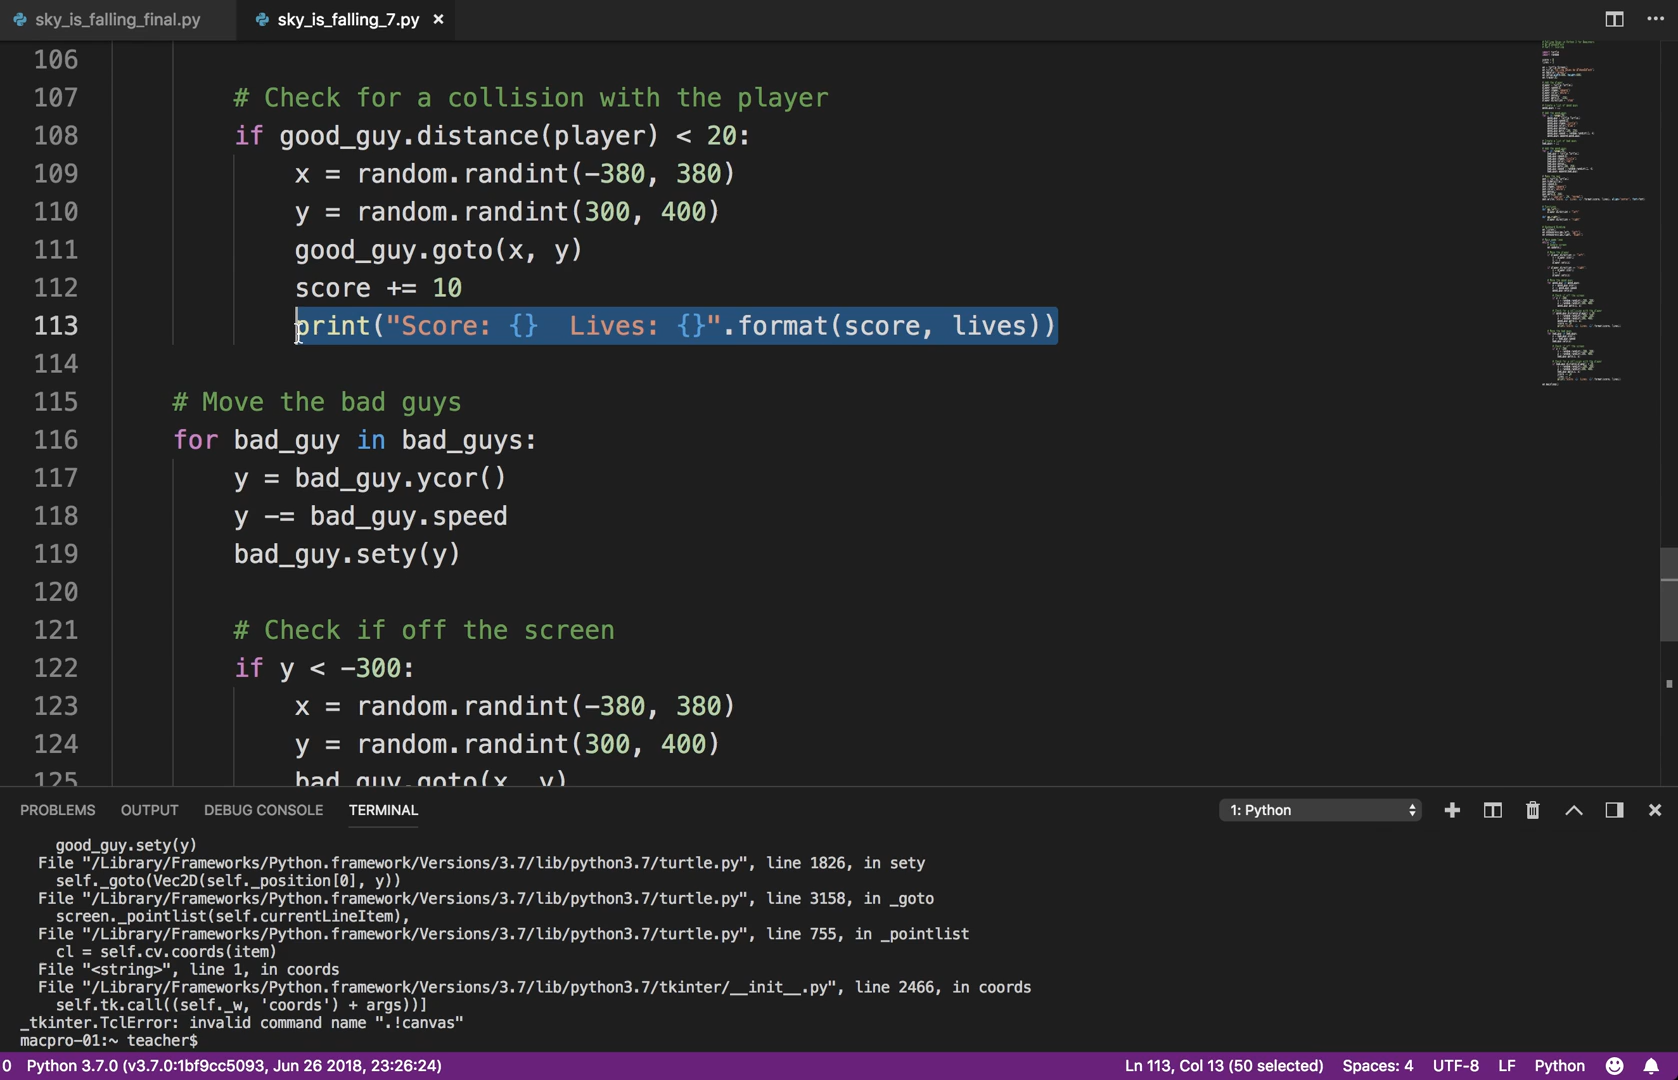 sky_is_falling_final.py
sky_is_falling_7.py ×
106
107 # Check for a collision with the player
108 if good_guy.distance(player) < 20:
109 x = random.randint(-380, 380)
110 y = random.randint(300, 400)
111 good_guy.goto(x, y)
112 score += 10
113 print("Score: {}  Lives: {}".format(score, lives))
114
115 # Move the bad guys
116 for bad_guy in bad_guys:
117 y = bad_guy.ycor()
118 y -= bad_guy.speed
119 bad_guy.sety(y)
120
121 # Check if off the screen
122 if y < -300:
123 x = random.randint(-380, 380)
124 y = random.randint(300, 400)
125 bad_guy.goto(x, y)
PROBLEMS OUTPUT DEBUG CONSOLE TERMINAL 1: Python
good_guy.sety(y)
File "/Library/Frameworks/Python.framework/Versions/3.7/lib/python3.7/turtle.py", line 1826, in sety
self._goto(Vec2D(self._position[0], y))
File "/Library/Frameworks/Python.framework/Versions/3.7/lib/python3.7/turtle.py", line 3158, in _goto
screen._pointlist(self.currentLineItem),
File "/Library/Frameworks/Python.framework/Versions/3.7/lib/python3.7/turtle.py", line 755, in _pointlist
cl = self.cv.coords(item)
File "<string>", line 1, in coords
File "/Library/Frameworks/Python.framework/Versions/3.7/lib/python3.7/tkinter/__init__.py", line 2466, in coords
self.tk.call((self._w, 'coords') + args))]
_tkinter.TclError: invalid command name ".!canvas"
macpro-01:~ teacher$
0 Python 3.7.0 (v3.7.0:1bf9cc5093, Jun 26 2018, 23:26:24) Ln 113, Col 13 (50 selected) Spaces: 4 UTF-8 LF Python